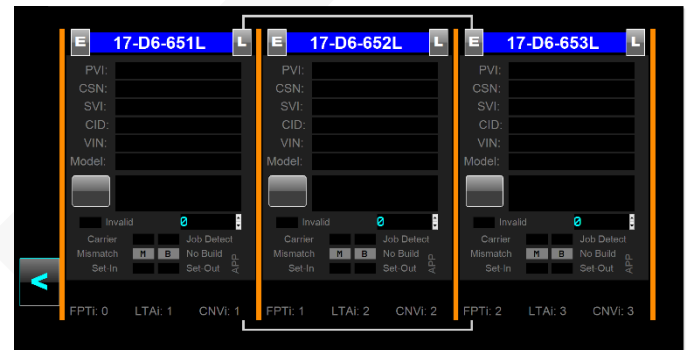 E 17-D6-651L L E 17-D6-652L L E 17-D6-653L L
PVI: PVI: PVI:
CSN: CSN: CSN:
SVI: SVI: SVI:
CID: CID: CID:
VIN: VIN: VIN:
Model: Model: Model:
Invalid 0 Invalid 0 Invalid 0
Carrier Job Detect Carrier Job Detect Carrier Job Detect
Mismatch M B No Build APP Mismatch M B No Build APP Mismatch M B No Build APP
Set-In Set-Out Set-In Set-Out Set-In Set-Out
<
FPTi: 0 LTAi: 1 CNVi: 1 FPTi: 1 LTAi: 2 CNVi: 2 FPTi: 2 LTAi: 3 CNVi: 3